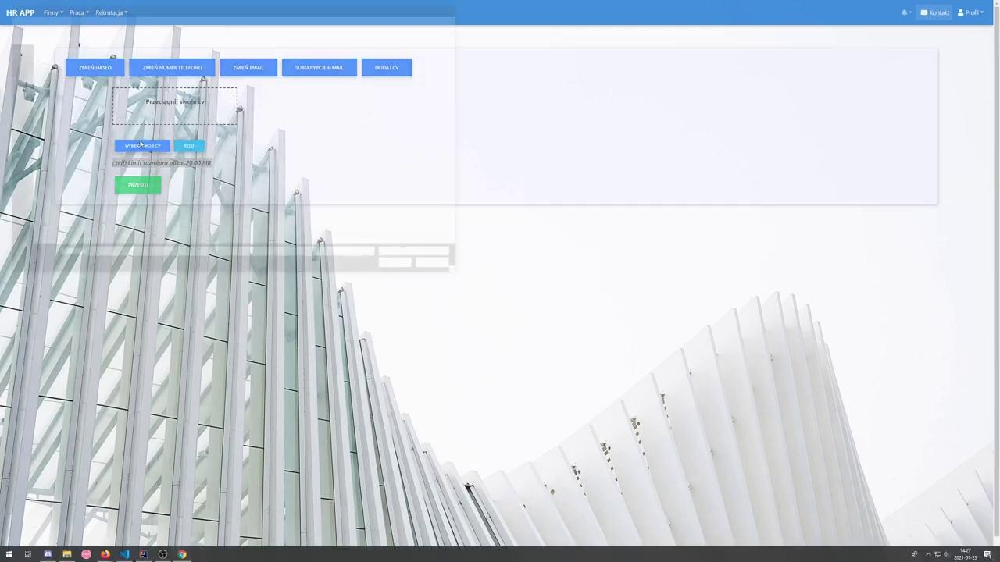 HR APP Firmy Praca Rekrutacja Kontakt Profil
ZMIEŃ HASŁO ZMIEŃ NUMER TELEFONU ZMIEŃ EMAIL SUBSKRYPCJE E-MAIL DODAJ CV
Przeciągnij swoje cv
WYBIERZ SWOJE CV RESET
(.pdf) Limit rozmiaru pliku: 20.00 MB
PRZEŚLIJ
14:27
2021-01-23